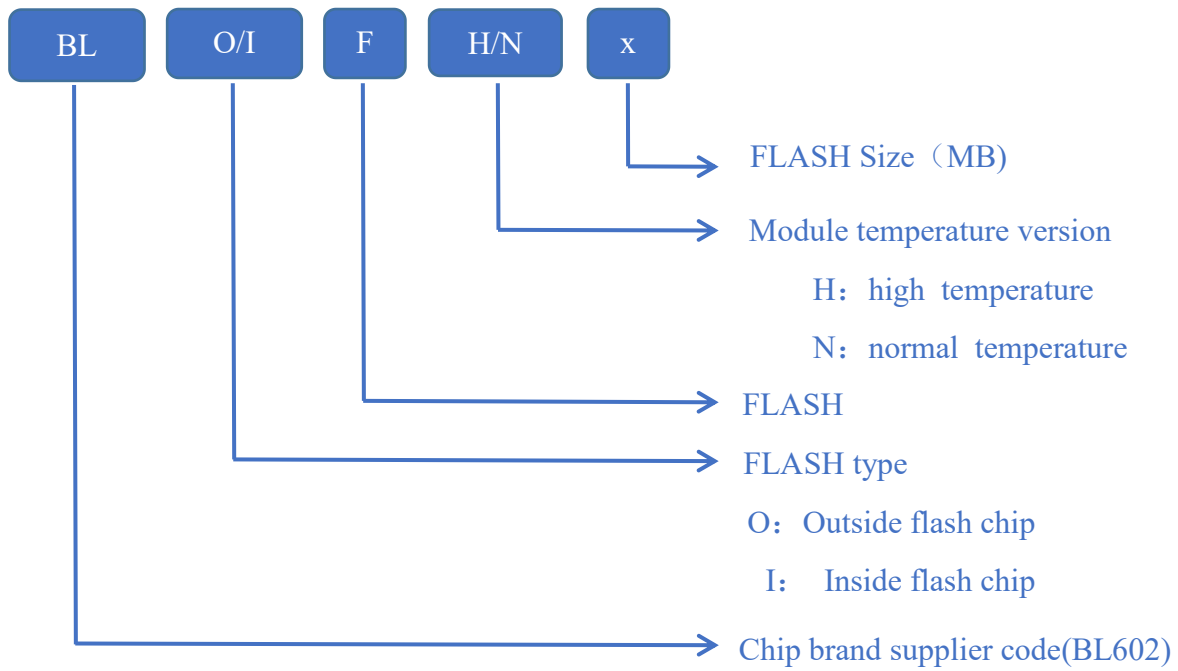 BL O/I F H/N x
FLASH Size（MB)
Module temperature version
H：high temperature
N：normal temperature
FLASH
FLASH type
O：Outside flash chip
I： Inside flash chip
Chip brand supplier code(BL602)